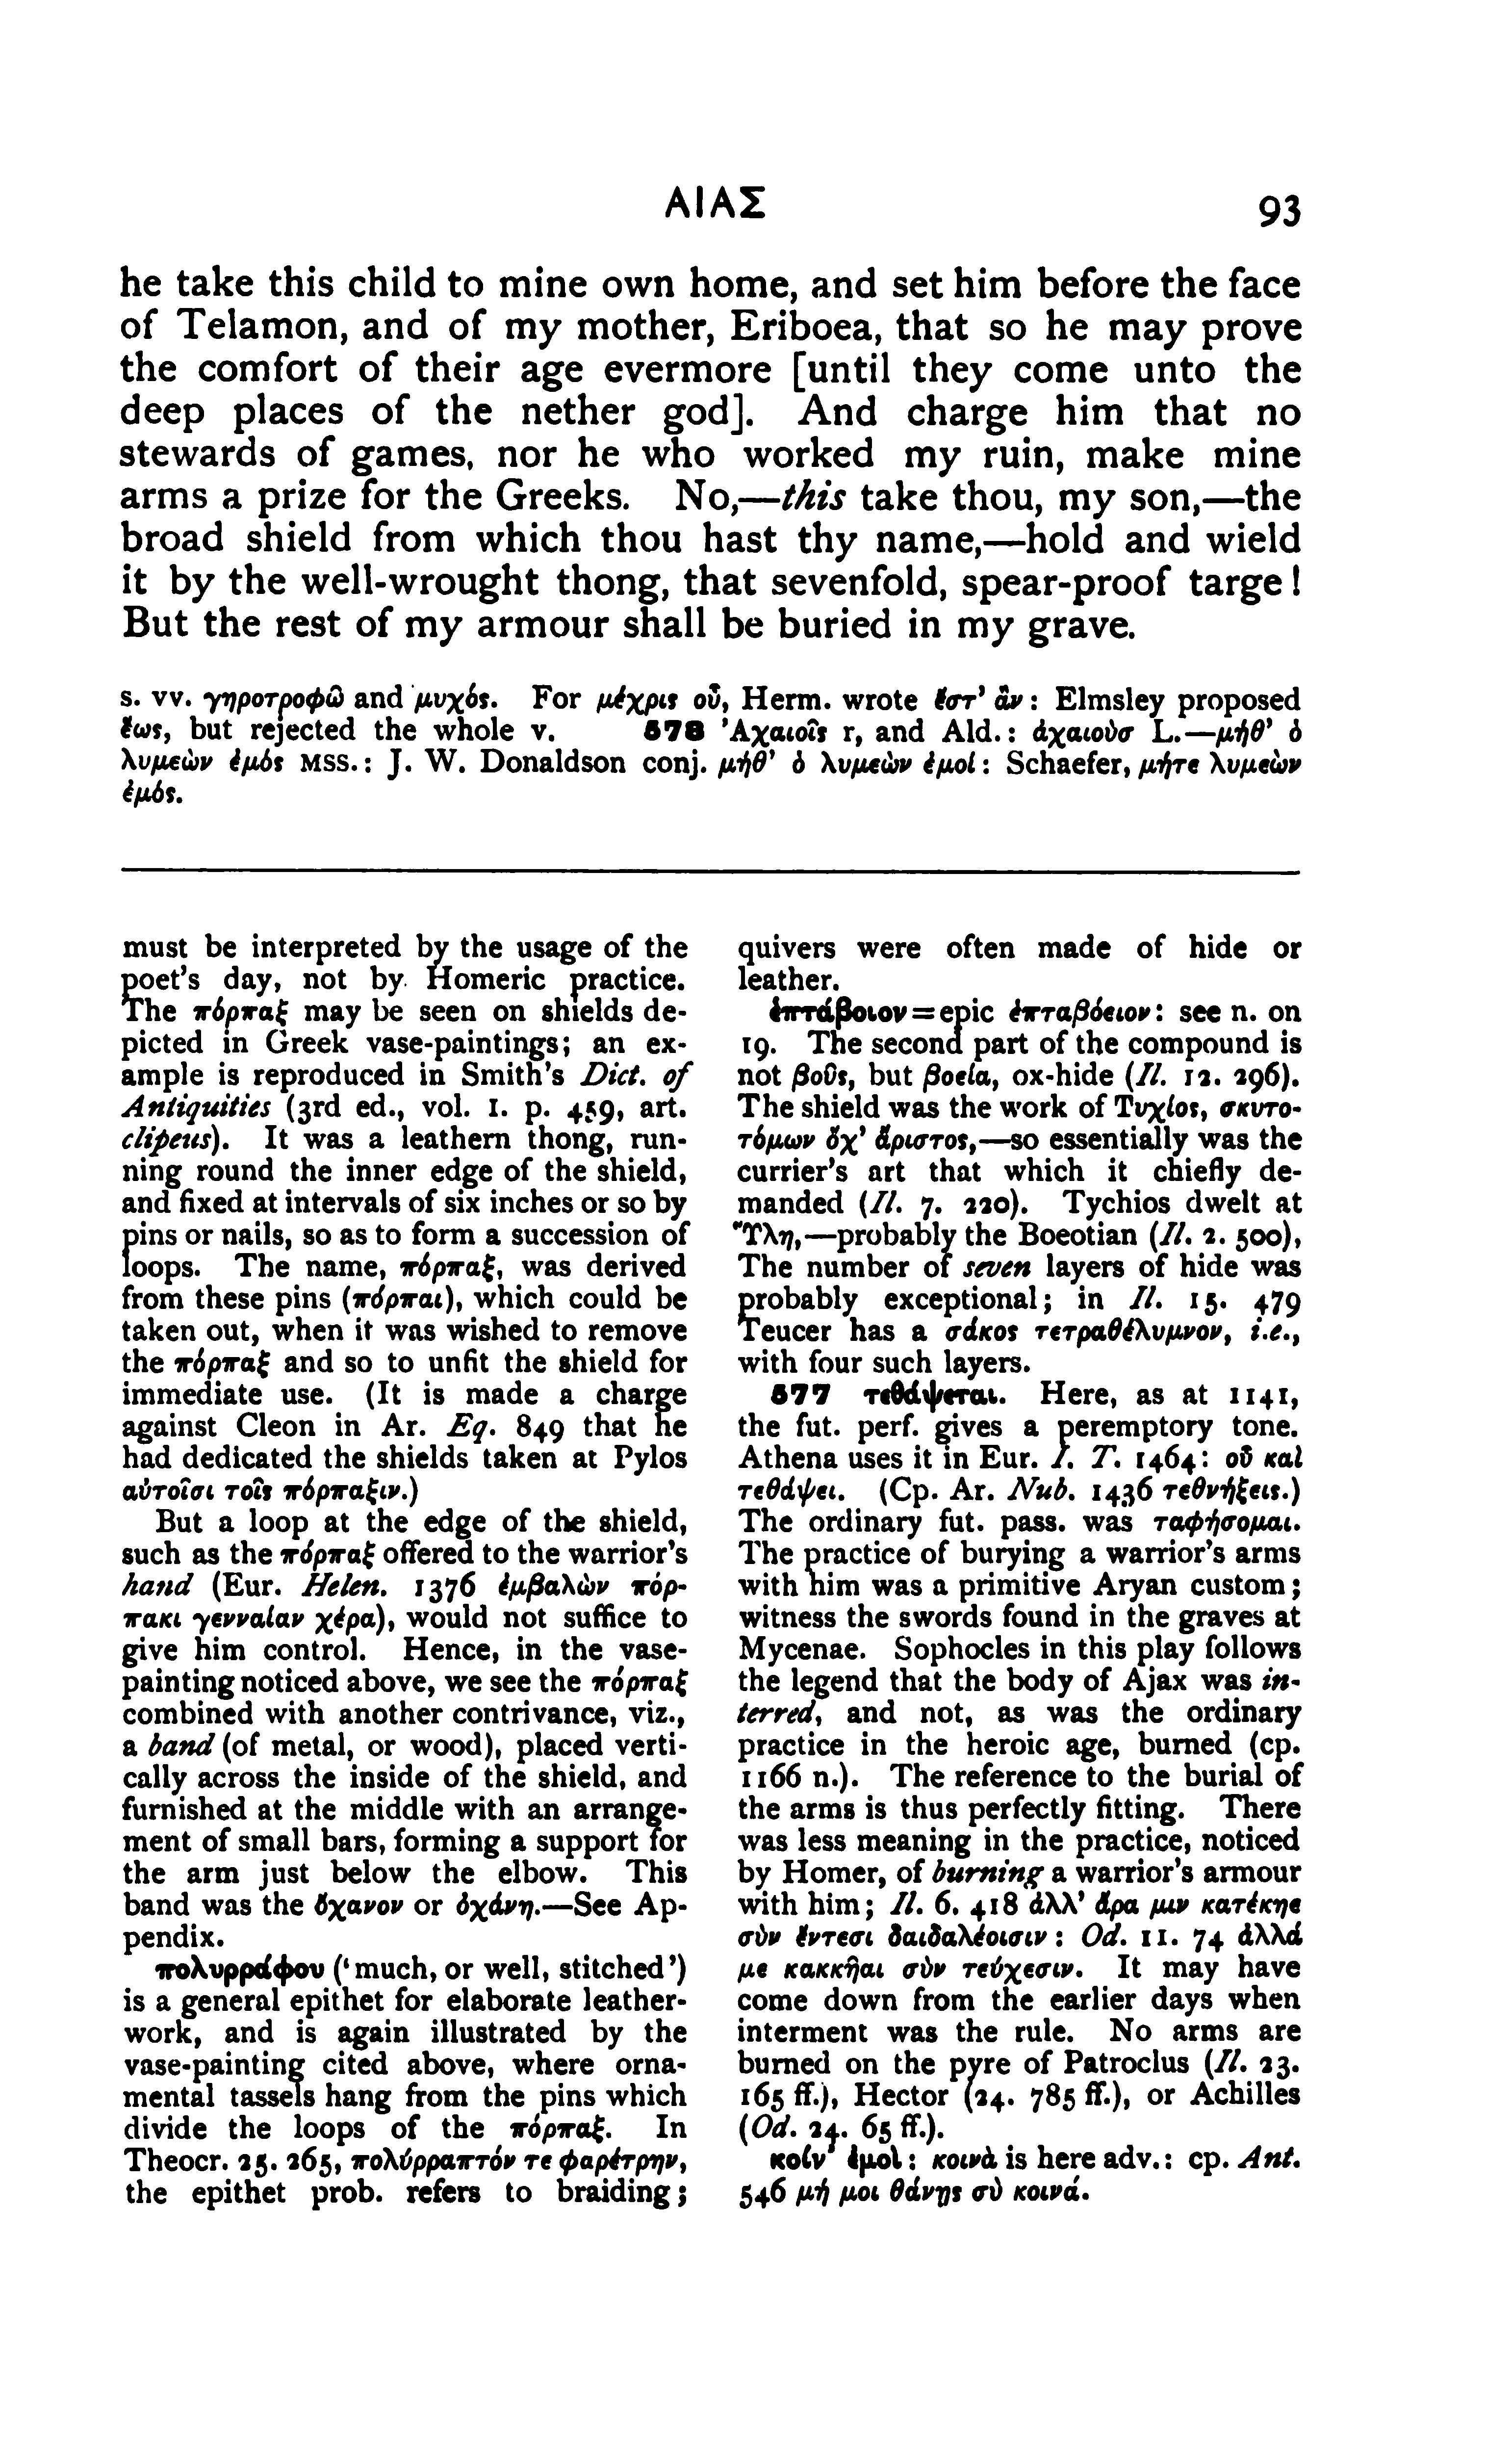 ΑΙΑΣ 93
he take this child to mine own home, and set him before the face
of Telamon, and of my mother, Eriboea, that so he may prove
the comfort of their age evermore [until they come unto the
deep places of the nether god]. And charge him that no
stewards of games, nor he who worked my ruin, make mine
arms a prize for the Greeks. No,—this take thou, my son,—the
broad shield from which thou hast thy name,—hold and wield
it by the well-wrought thong, that sevenfold, spear-proof targe!
But the rest of my armour shall be buried in my grave.
s. vv. γηροτροφῶ and μυχός. For μέχρις οὗ, Herm. wrote ἔστ’ ἂν: Elmsley proposed
ἕως, but rejected the whole v. 573 Ἀχαιοῖς r, and Ald.: ἀχαιοὺσ L.—μήθ’ ὁ
λυμεὼν ἐμός MSS.: J. W. Donaldson conj. μήθ’ ὁ λυμεὼν ἐμοί: Schaefer, μήτε λυμεὼν
ἐμός.
must be interpreted by the usage of the
poet's day, not by Homeric practice.
The πόρπαξ may be seen on shields de-
picted in Greek vase-paintings; an ex-
ample is reproduced in Smith's Dict. of
Antiquities (3rd ed., vol. I. p. 459, art.
clipeus). It was a leathern thong, run-
ning round the inner edge of the shield,
and fixed at intervals of six inches or so by
pins or nails, so as to form a succession of
loops. The name, πόρπαξ, was derived
from these pins (πόρπαι), which could be
taken out, when it was wished to remove
the πόρπαξ and so to unfit the shield for
immediate use. (It is made a charge
against Cleon in Ar. Eq. 849 that he
had dedicated the shields taken at Pylos
αὐτοῖσι τοῖς πόρπαξιν.)
But a loop at the edge of the shield,
such as the πόρπαξ offered to the warrior's
hand (Eur. Helen. 1376 ἐμβαλὼν πόρ-
πακι γενναίαν χέρα), would not suffice to
give him control. Hence, in the vase-
painting noticed above, we see the πόρπαξ
combined with another contrivance, viz.,
a band (of metal, or wood), placed verti-
cally across the inside of the shield, and
furnished at the middle with an arrange-
ment of small bars, forming a support for
the arm just below the elbow. This
band was the ὄχανον or ὀχάνη.—See Ap-
pendix.
πολυρράφου (‘much, or well, stitched’)
is a general epithet for elaborate leather-
work, and is again illustrated by the
vase-painting cited above, where orna-
mental tassels hang from the pins which
divide the loops of the πόρπαξ. In
Theocr. 25. 265, πολύρραπτόν τε φαρέτρην,
the epithet prob. refers to braiding;
quivers were often made of hide or
leather.
ἑπτάβοιον = epic ἑπταβόειον: see n. on
19. The second part of the compound is
not βοῦς, but βοεία, ox-hide (Il. 12. 296).
The shield was the work of Τυχίος, σκυτο-
τόμων ὄχ’ ἄριστος,—so essentially was the
currier's art that which it chiefly de-
manded (Il. 7. 220). Tychios dwelt at
Ὕλη,—probably the Boeotian (Il. 2. 500),
The number of seven layers of hide was
probably exceptional; in Il. 15. 479
Teucer has a σάκος τετραθέλυμνον, i.e.,
with four such layers.
577 τεθάψεται. Here, as at 1141,
the fut. perf. gives a peremptory tone.
Athena uses it in Eur. I. T. 1464: οὗ καὶ
τεθάψει. (Cp. Ar. Nub. 1436 τεθνήξεις.)
The ordinary fut. pass. was ταφήσομαι.
The practice of burying a warrior's arms
with him was a primitive Aryan custom;
witness the swords found in the graves at
Mycenae. Sophocles in this play follows
the legend that the body of Ajax was in-
terred, and not, as was the ordinary
practice in the heroic age, burned (cp.
1166 n.). The reference to the burial of
the arms is thus perfectly fitting. There
was less meaning in the practice, noticed
by Homer, of burning a warrior's armour
with him; Il. 6. 418 ἀλλ’ ἄρα μιν κατέκηε
σὺν ἔντεσι δαιδαλέοισιν: Od. 11. 74 ἀλλά
με κακκῆαι σὺν τεύχεσιν. It may have
come down from the earlier days when
interment was the rule. No arms are
burned on the pyre of Patroclus (Il. 23.
165 ff.), Hector (24. 785 ff.), or Achilles
(Od. 24. 65 ff.).
κοίν’ ἐμοὶ: κοινὰ is here adv.: cp. Ant.
546 μή μοι θάνῃς σὺ κοινά.